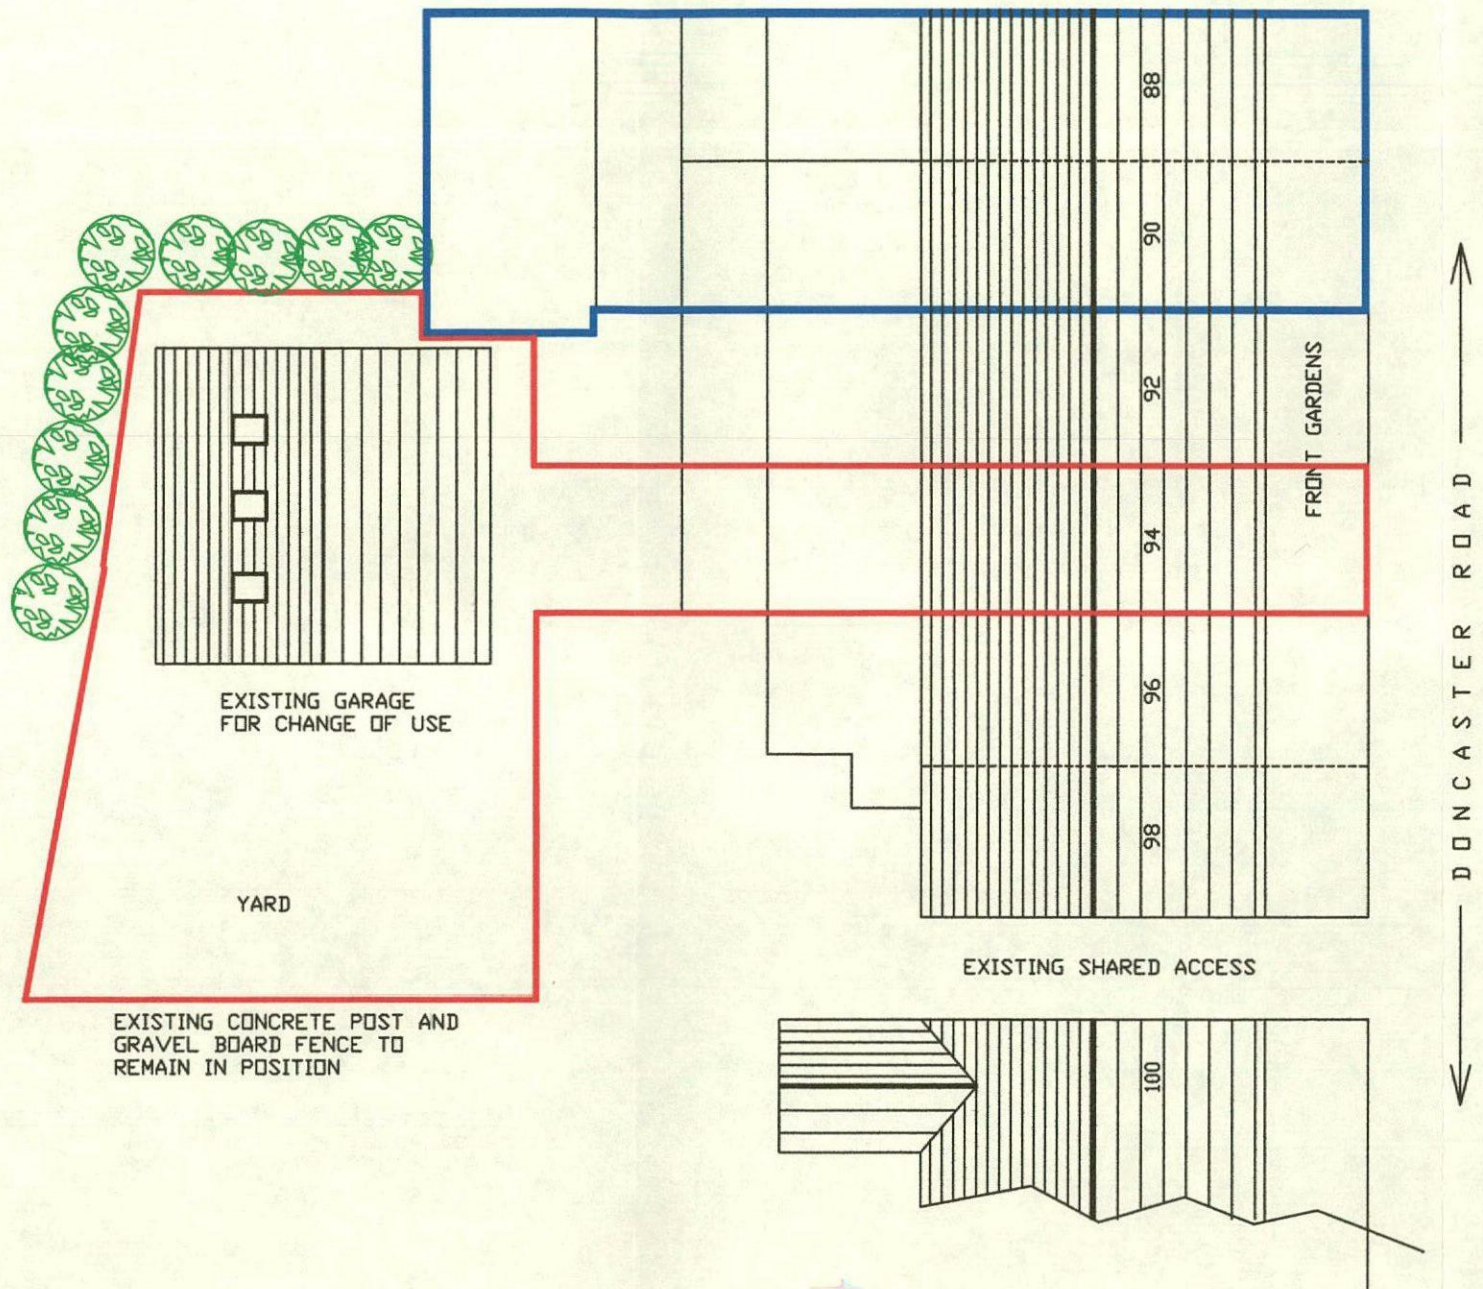 88
90
92
94
96
98
100
FRONT GARDENS
DONCASTER ROAD
EXISTING GARAGE
FOR CHANGE OF USE
YARD
EXISTING SHARED ACCESS
EXISTING CONCRETE POST AND
GRAVEL BOARD FENCE TO
REMAIN IN POSITION